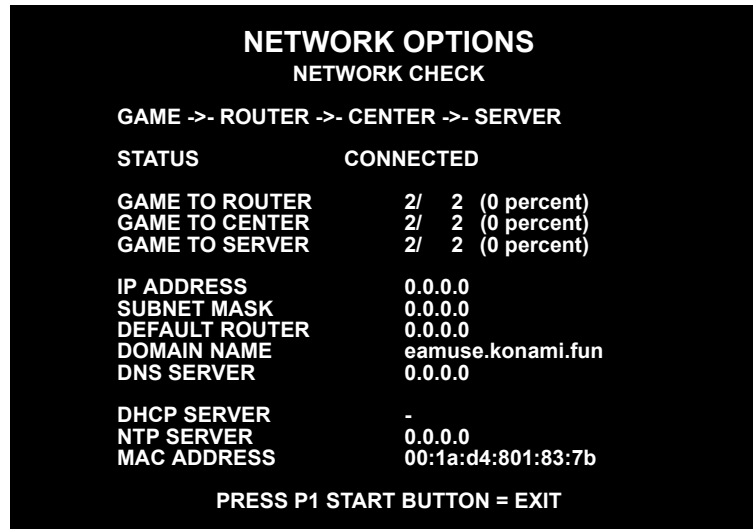 NETWORK OPTIONS
NETWORK CHECK
GAME ->- ROUTER ->- CENTER ->- SERVER
STATUS CONNECTED
GAME TO ROUTER 2/ 2 (0 percent)
GAME TO CENTER 2/ 2 (0 percent)
GAME TO SERVER 2/ 2 (0 percent)
IP ADDRESS 0.0.0.0
SUBNET MASK 0.0.0.0
DEFAULT ROUTER 0.0.0.0
DOMAIN NAME eamuse.konami.fun
DNS SERVER 0.0.0.0
DHCP SERVER -
NTP SERVER 0.0.0.0
MAC ADDRESS 00:1a:d4:801:83:7b
PRESS P1 START BUTTON = EXIT